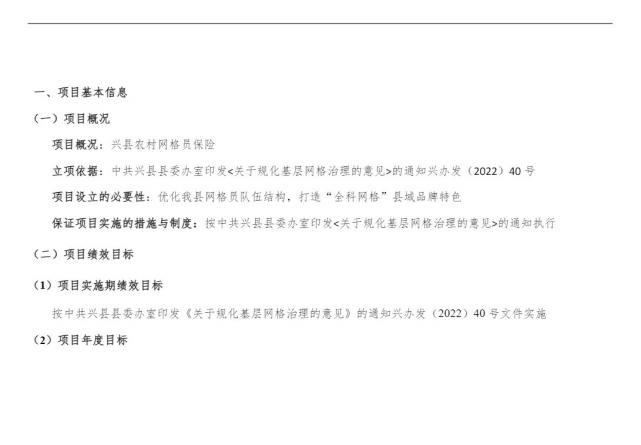 一、项目基本信息
（一）项目概况
项目概况：兴县农村网格员保险
立项依据：中共兴县县委办室印发<关于规化基层网格治理的意见>的通知兴办发（2022）40 号
项目设立的必要性：优化我县网格员队伍结构，打造“全科网格”县域品牌特色
保证项目实施的措施与制度：按中共兴县县委办室印发<关于规化基层网格治理的意见>的通知执行
（二）项目绩效目标
（1）项目实施期绩效目标
按中共兴县县委办室印发《关于规化基层网格治理的意见》的通知兴办发（2022）40 号文件实施
（2）项目年度目标